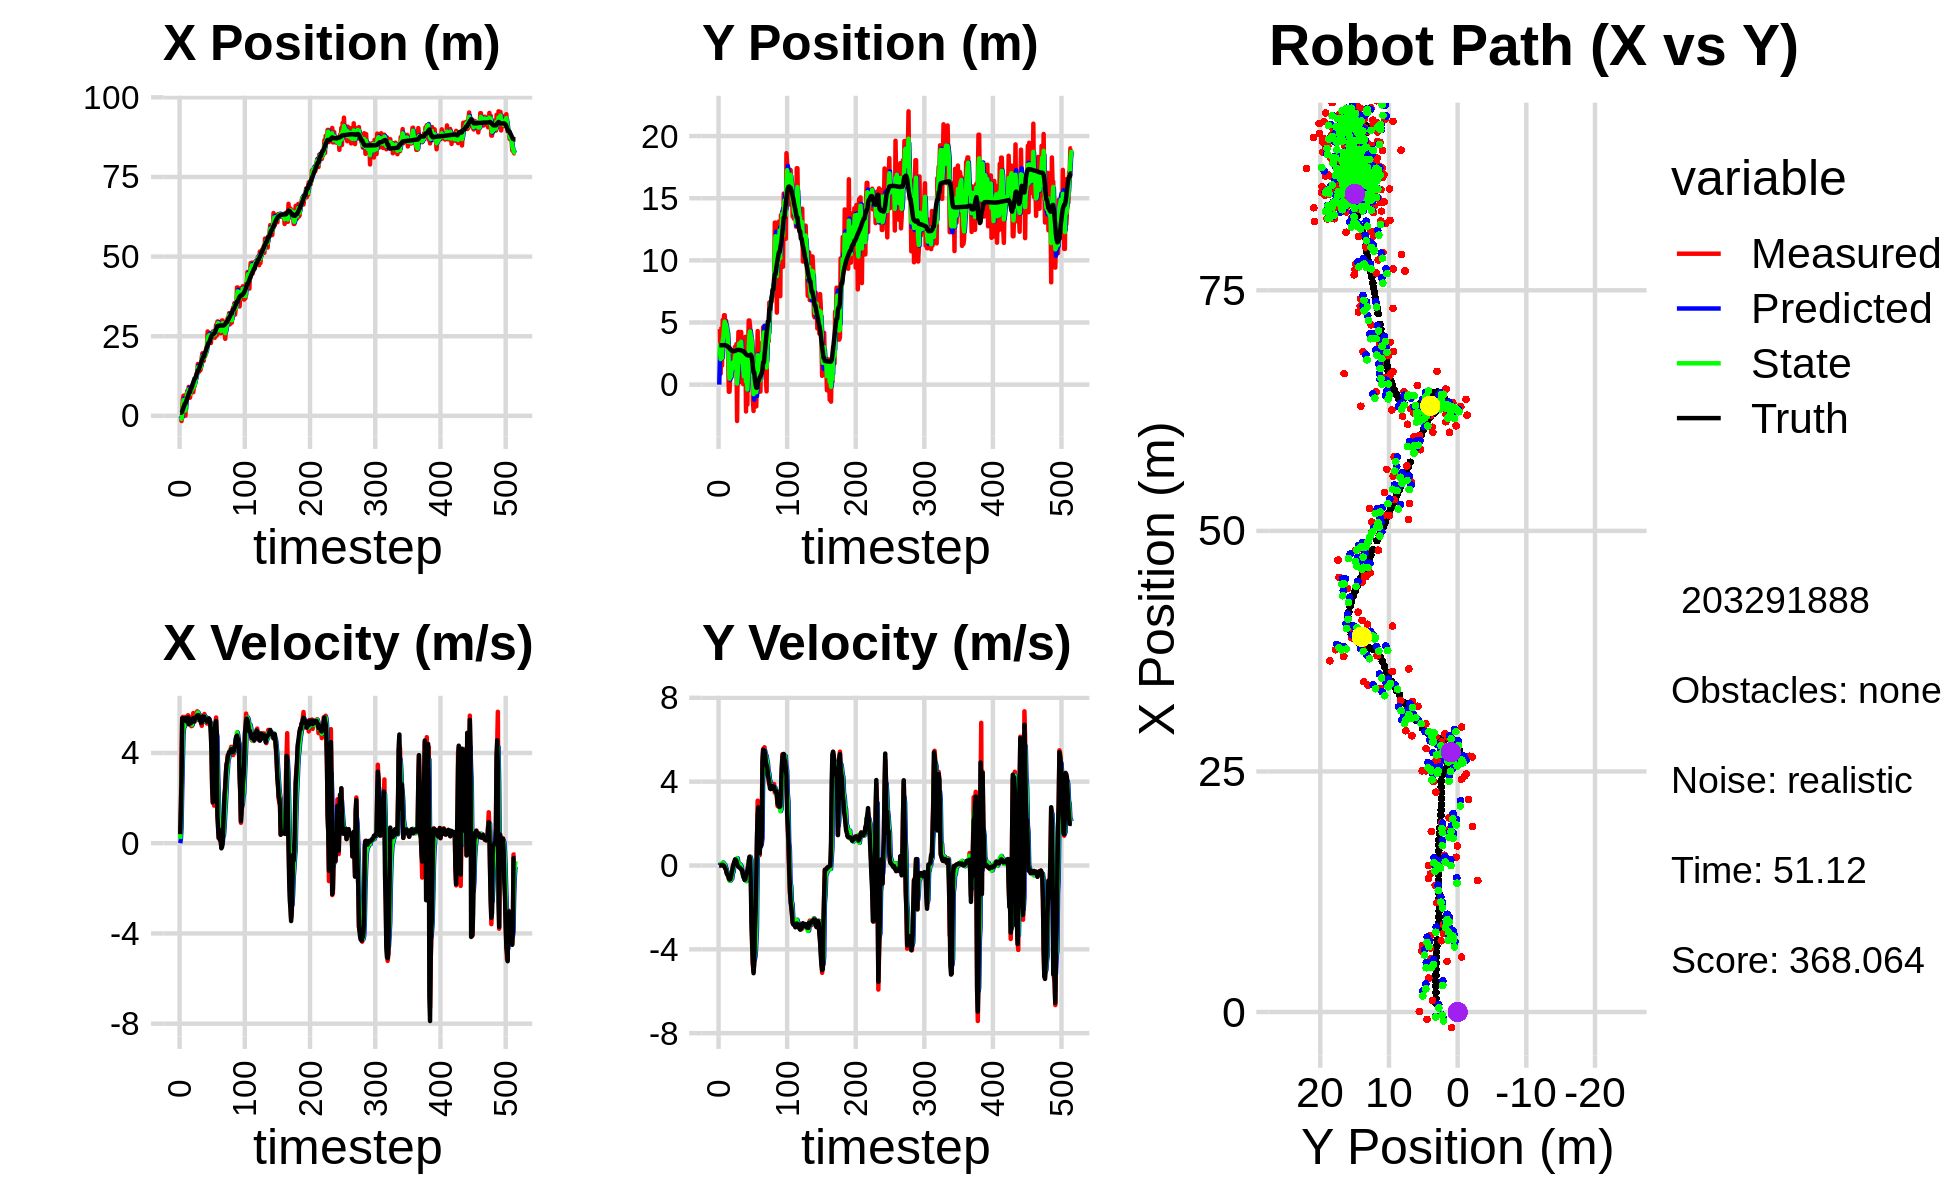 X Position (m)
100
75
50
25
0
0 100 200 300 400 500
timestep
Y Position (m)
20
15
10
5
0
0 100 200 300 400 500
timestep
X Velocity (m/s)
4
0
-4
-8
0 100 200 300 400 500
timestep
Y Velocity (m/s)
8
4
0
-4
-8
0 100 200 300 400 500
timestep
Robot Path (X vs Y)
X Position (m)
75
50
25
0
20 10 0 -10 -20
Y Position (m)
variable
Measured
Predicted
State
Truth
203291888
Obstacles: none
Noise: realistic
Time: 51.12
Score: 368.064